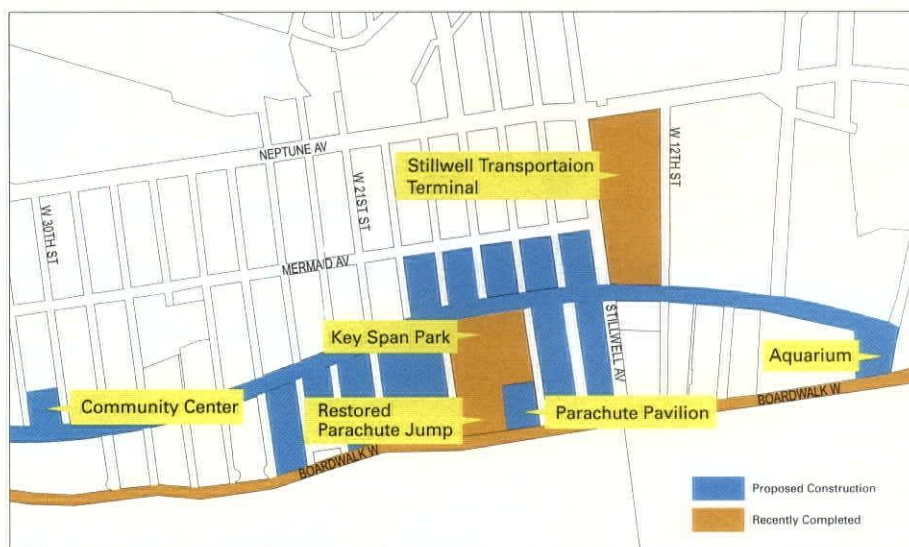 NEPTUNE AV
W 12TH ST
Stillwell Transportaion
Terminal
W 21ST ST
W 30TH ST
MERMAID AV
Key Span Park
STILLWELL AV
Aquarium
Community Center
Restored
Parachute Jump
Parachute Pavilion
BOARDWALK W
BOARDWALK W
Proposed Construction
Recently Completed